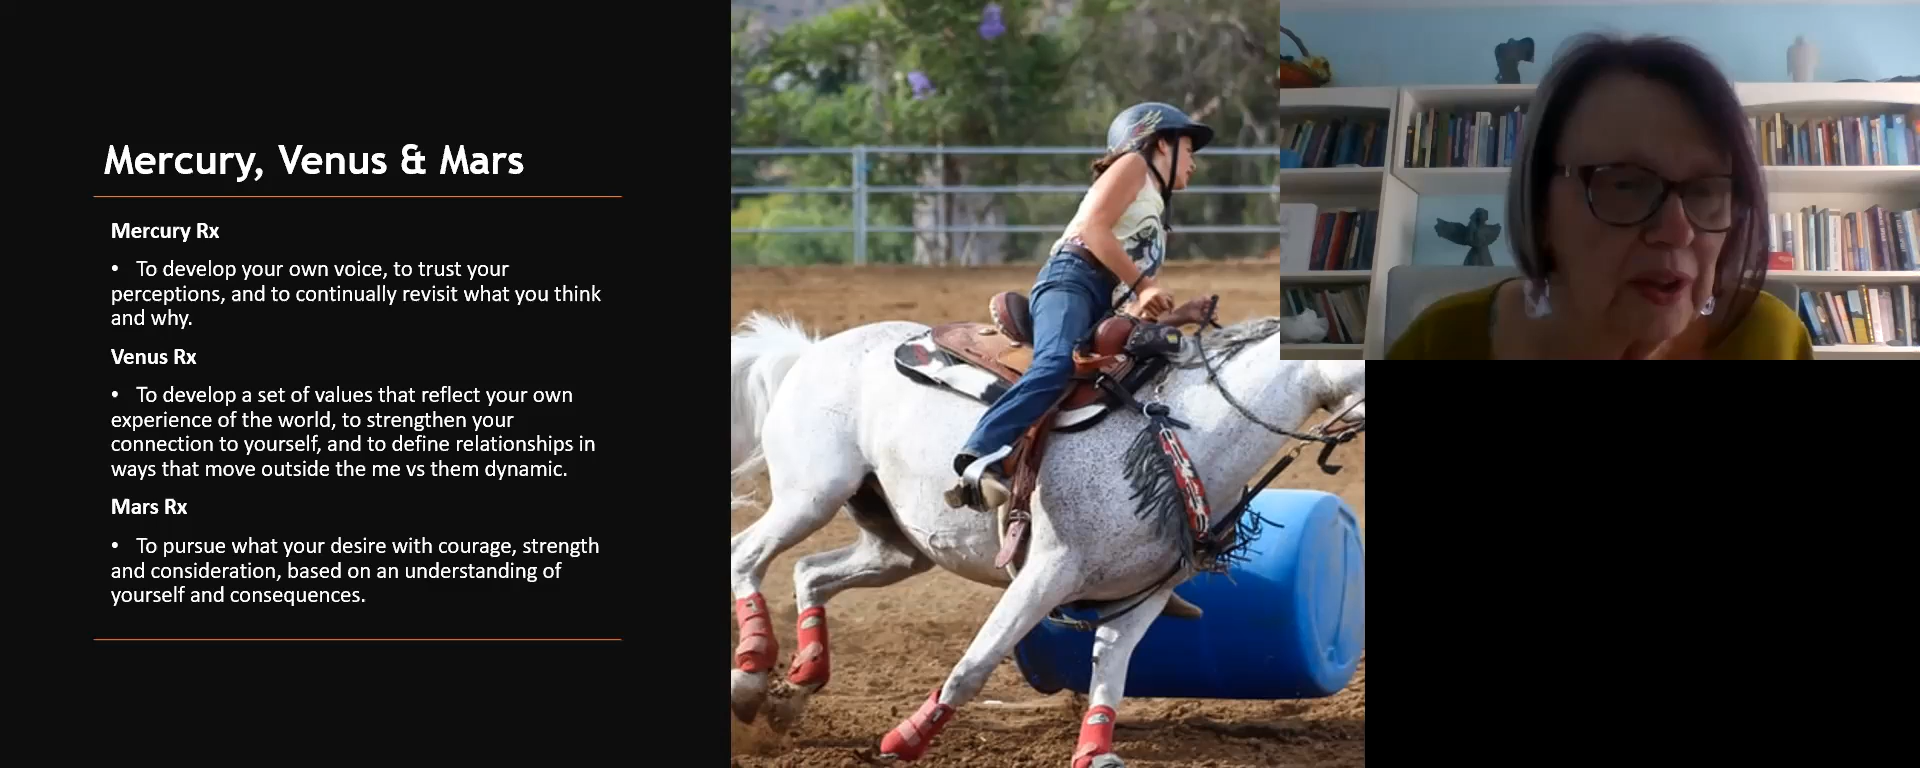 Mercury, Venus & Mars
Mercury Rx
• To develop your own voice, to trust your
perceptions, and to continually revisit what you think
and why.
Venus Rx
• To develop a set of values that reflect your own
experience of the world, to strengthen your
connection to yourself, and to define relationships in
ways that move outside the me vs them dynamic.
Mars Rx
• To pursue what your desire with courage, strength
and consideration, based on an understanding of
yourself and consequences.